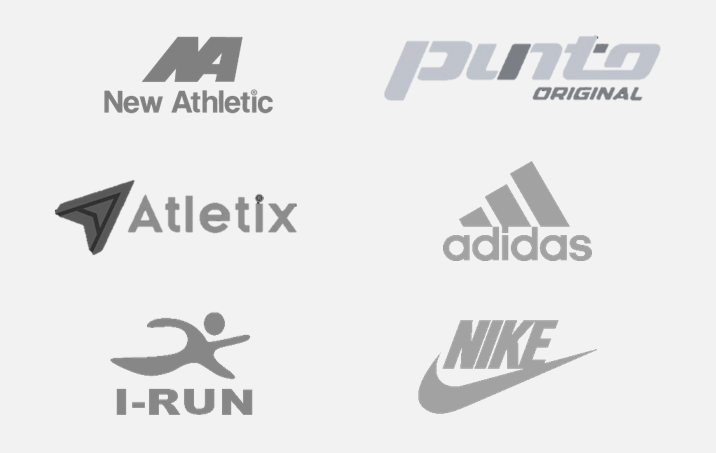 NA
New Athletic
punto
ORIGINAL
Atletix
adidas
I-RUN
NIKE